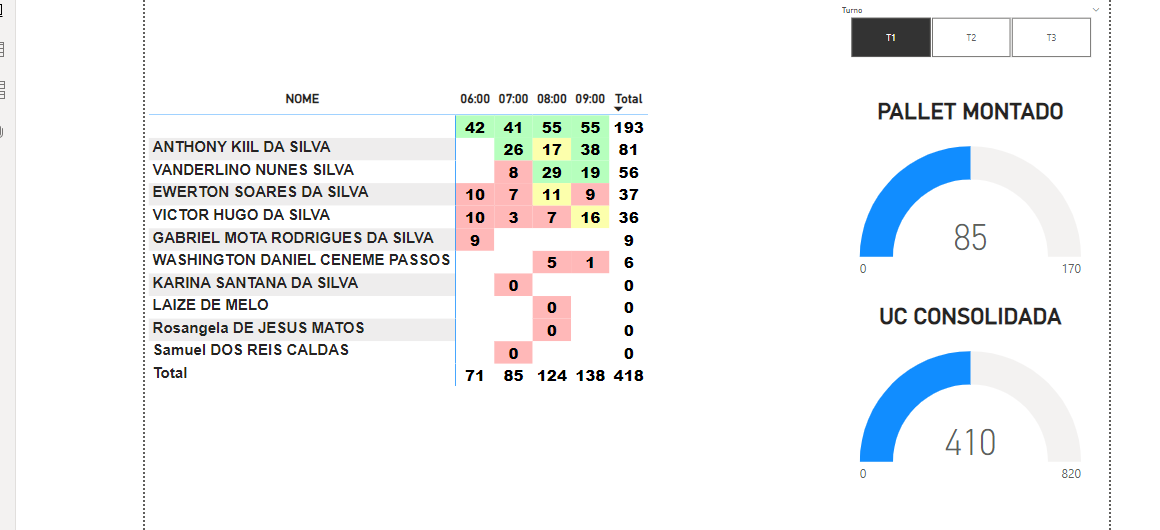 Turno
T1 T2 T3
NOME 06:00 07:00 08:00 09:00 Total
42 41 55 55 193
ANTHONY KIIL DA SILVA 26 17 38 81
VANDERLINO NUNES SILVA 8 29 19 56
EWERTON SOARES DA SILVA 10 7 11 9 37
VICTOR HUGO DA SILVA 10 3 7 16 36
GABRIEL MOTA RODRIGUES DA SILVA 9 9
WASHINGTON DANIEL CENEME PASSOS 5 1 6
KARINA SANTANA DA SILVA 0 0
LAIZE DE MELO 0 0
Rosangela DE JESUS MATOS 0 0
Samuel DOS REIS CALDAS 0 0
Total 71 85 124 138 418
PALLET MONTADO
85
0 170
UC CONSOLIDADA
410
0 820